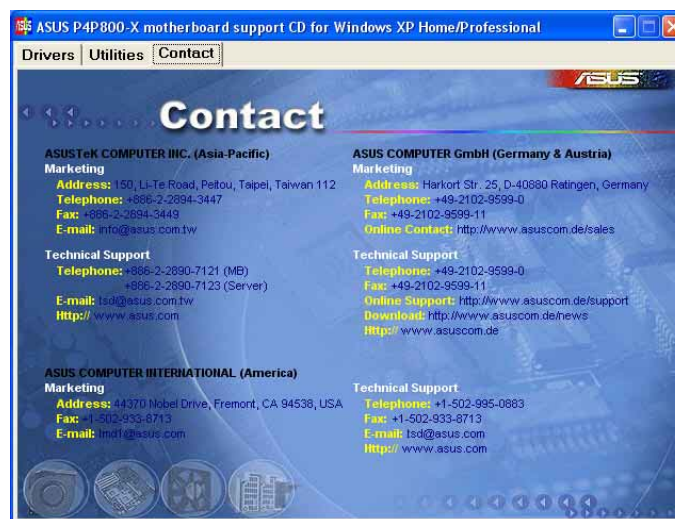 ASUS P4P800-X motherboard support CD for Windows XP Home/Professional
Drivers Utilities Contact
ASUS
Contact
ASUSTeK COMPUTER INC. (Asia-Pacific)
Marketing
Address: 150, Li-Te Road, Peitou, Taipei, Taiwan 112
Telephone: +886-2-2894-3447
Fax: +886-2-2894-3449
E-mail: info@asus.com.tw
Technical Support
Telephone: +886-2-2890-7121 (MB)
+886-2-2890-7123 (Server)
E-mail: tsd@asus.com.tw
Http:// www.asus.com
ASUS COMPUTER GmbH (Germany & Austria)
Marketing
Address: Harkort Str. 25, D-40880 Ratingen, Germany
Telephone: +49-2102-9599-0
Fax: +49-2102-9599-11
Online Contact: http://www.asuscom.de/sales
Technical Support
Telephone: +49-2102-9599-0
Fax: +49-2102-9599-11
Online Support: http://www.asuscom.de/support
Download: http://www.asuscom.de/news
Http:// www.asuscom.de
ASUS COMPUTER INTERNATIONAL (America)
Marketing
Address: 44370 Nobel Drive, Fremont, CA 94538, USA
Fax: +1-502-933-8713
E-mail: tmd1@asus.com
Technical Support
Telephone: +1-502-995-0883
Fax: +1-502-933-8713
E-mail: tsd@asus.com
Http:// www.asus.com